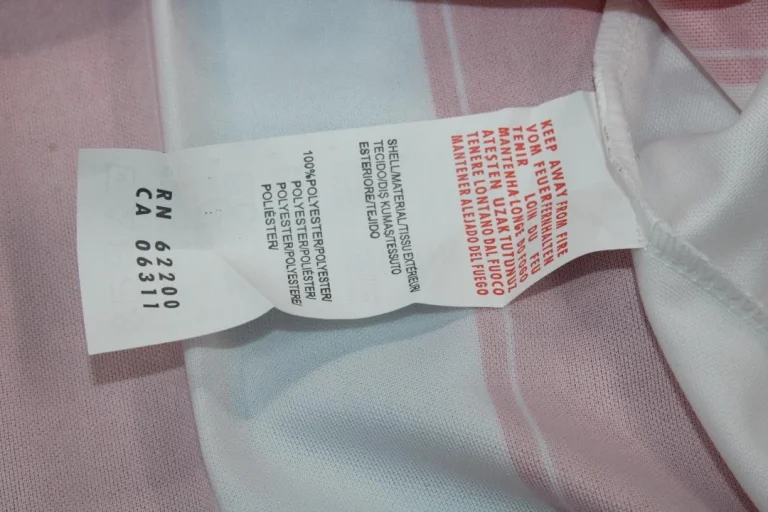 KEEP AWAY FROM FIRE
VOM FEUER FERNHALTEN
TENIR LOIN DU FEU
MANTENHA LONGE DO FOGO
ATEŞTEN UZAK TUTUNUZ
TENERE LONTANO DAL FUOCO
MANTENER ALEJADO DEL FUEGO
SHELL/MATERIAL/TISSU EXTÉRIEUR/
TECIDO/DIŞ KUMAŞ/TESSUTO
ESTERIORE/TEJIDO
100%POLYESTER/POLYESTER/
POLYESTER/POLIÉSTER/
POLYESTER/POLYESTERE/
POLIÉSTER/
RN 62200
CA 06311